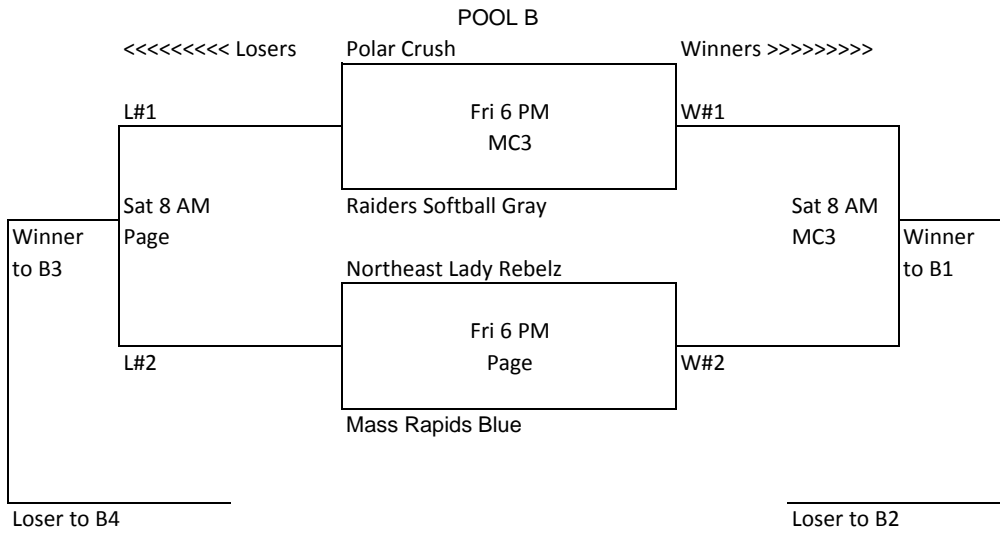 POOL B
<<<<<<<<< Losers
Polar Crush
Winners >>>>>>>>>
L#1
Fri 6 PM
MC3
W#1
Sat 8 AM
Page
Raiders Softball Gray
Sat 8 AM
MC3
Winner
to B3
Winner
to B1
Northeast Lady Rebelz
Fri 6 PM
Page
L#2
W#2
Mass Rapids Blue
Loser to B4
Loser to B2